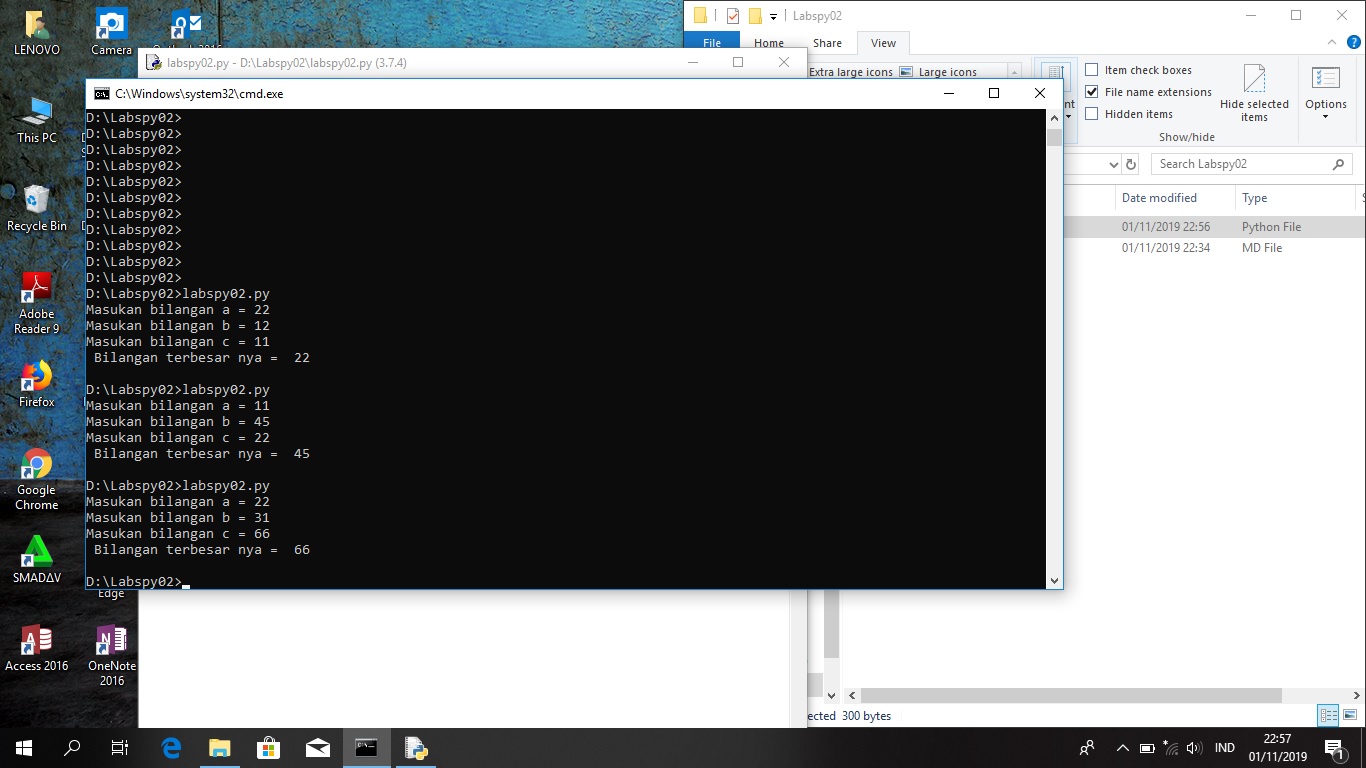 LENOVO
Camera
This PC
Recycle Bin
Adobe
Reader 9
Firefox
Google
Chrome
SMADΔV
Edge
Access 2016
OneNote
2016
labspy02.py - D:\Labspy02\labspy02.py (3.7.4)
Labspy02
File
Home
Share
View
Extra large icons
Large icons
Item check boxes
File name extensions
Hidden items
Hide selected
items
Options
Show/hide
Search Labspy02
Date modified
Type
01/11/2019 22:56
Python File
01/11/2019 22:34
MD File
300 bytes
C:\Windows\system32\cmd.exe
D:\Labspy02>
D:\Labspy02>
D:\Labspy02>
D:\Labspy02>
D:\Labspy02>
D:\Labspy02>
D:\Labspy02>
D:\Labspy02>
D:\Labspy02>
D:\Labspy02>
D:\Labspy02>
D:\Labspy02>labspy02.py
Masukan bilangan a = 22
Masukan bilangan b = 12
Masukan bilangan c = 11
Bilangan terbesar nya =  22
D:\Labspy02>labspy02.py
Masukan bilangan a = 11
Masukan bilangan b = 45
Masukan bilangan c = 22
Bilangan terbesar nya =  45
D:\Labspy02>labspy02.py
Masukan bilangan a = 22
Masukan bilangan b = 31
Masukan bilangan c = 66
Bilangan terbesar nya =  66
D:\Labspy02>
IND
22:57
01/11/2019
1